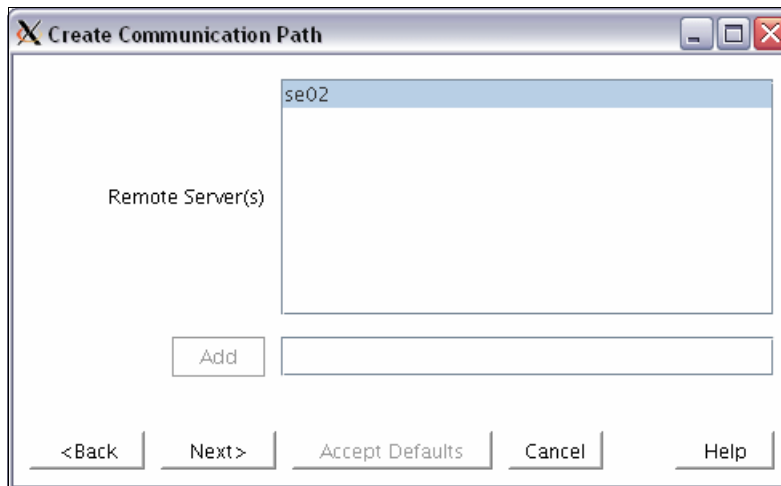 Create Communication Path
se02
Remote Server(s)
Add
<Back Next> Accept Defaults Cancel Help